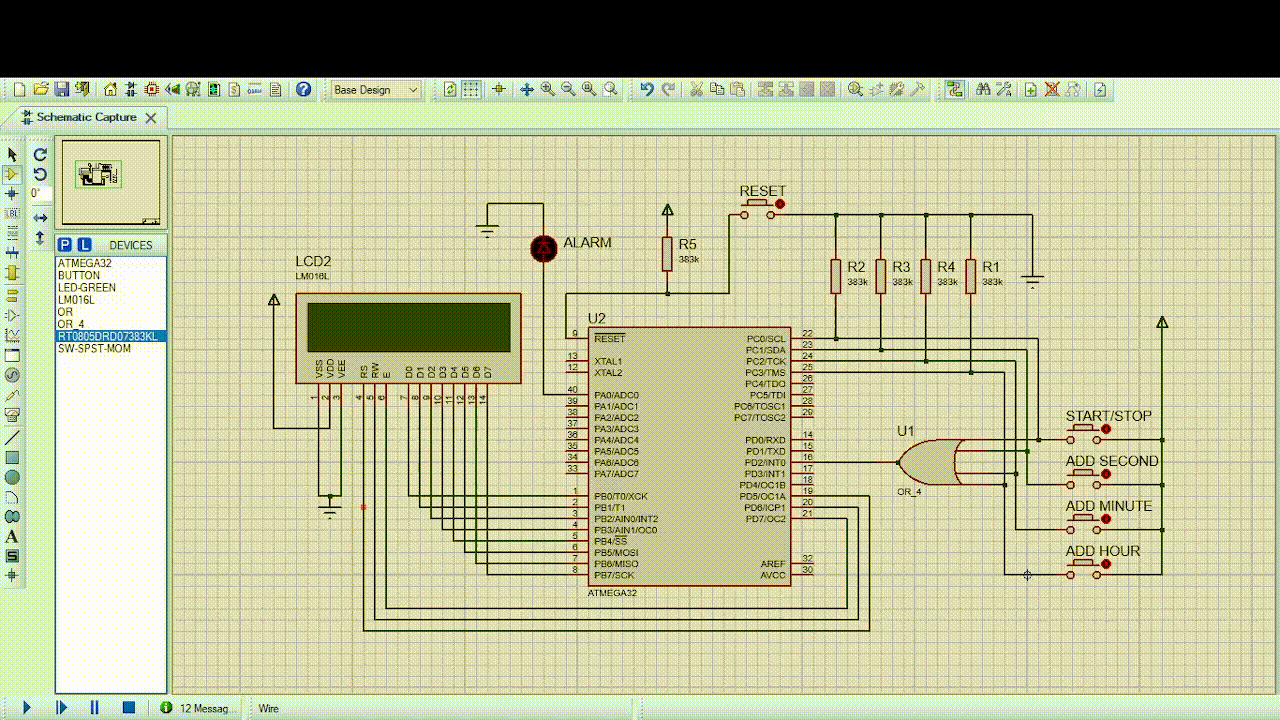 Base Design
Schematic Capture
0°
P L DEVICES
ATMEGA32
BUTTON
LED-GREEN
LM016L
OR
OR_4
RT0805DRD07383KL
SW-SPST-MOM
RESET
ALARM
R5
383k
R2
383k
R3
383k
R4
383k
R1
383k
LCD2
LM016L
VSS
VDD
VEE
RS
RW
E
D0
D1
D2
D3
D4
D5
D6
D7
1
2
3
4
5
6
7
8
9
10
11
12
13
14
U2
9 RESET PC0/SCL 22
PC1/SDA 23
13 XTAL1 PC2/TCK 24
12 XTAL2 PC3/TMS 25
PC4/TDO 26
40 PA0/ADC0 PC5/TDI 27
39 PA1/ADC1 PC6/TOSC1 28
38 PA2/ADC2 PC7/TOSC2 29
37 PA3/ADC3
36 PA4/ADC4 PD0/RXD 14
35 PA5/ADC5 PD1/TXD 15
34 PA6/ADC6 PD2/INT0 16
33 PA7/ADC7 PD3/INT1 17
PD4/OC1B 18
1 PB0/T0/XCK PD5/OC1A 19
2 PB1/T1 PD6/ICP1 20
3 PB2/AIN0/INT2 PD7/OC2 21
4 PB3/AIN1/OC0
5 PB4/SS
6 PB5/MOSI
7 PB6/MISO AREF 32
8 PB7/SCK AVCC 30
ATMEGA32
U1
OR_4
START/STOP
ADD SECOND
ADD MINUTE
ADD HOUR
12 Messag...
Wire